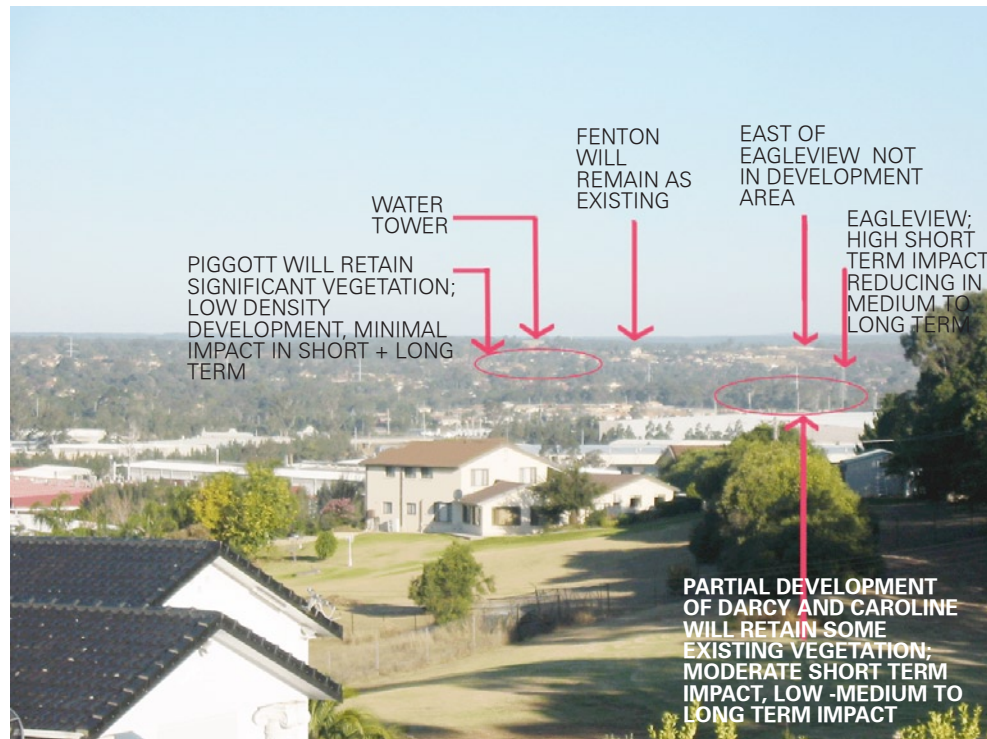 FENTON
WILL
REMAIN AS
EXISTING
EAST OF
EAGLEVIEW  NOT
IN DEVELOPMENT
AREA
WATER
TOWER
EAGLEVIEW;
HIGH SHORT
TERM IMPACT
REDUCING IN
MEDIUM TO
LONG TERM
PIGGOTT WILL RETAIN
SIGNIFICANT VEGETATION;
LOW DENSITY
DEVELOPMENT, MINIMAL
IMPACT IN SHORT + LONG
TERM
PARTIAL DEVELOPMENT
OF DARCY AND CAROLINE
WILL RETAIN SOME
EXISTING VEGETATION;
MODERATE SHORT TERM
IMPACT, LOW -MEDIUM TO
LONG TERM IMPACT